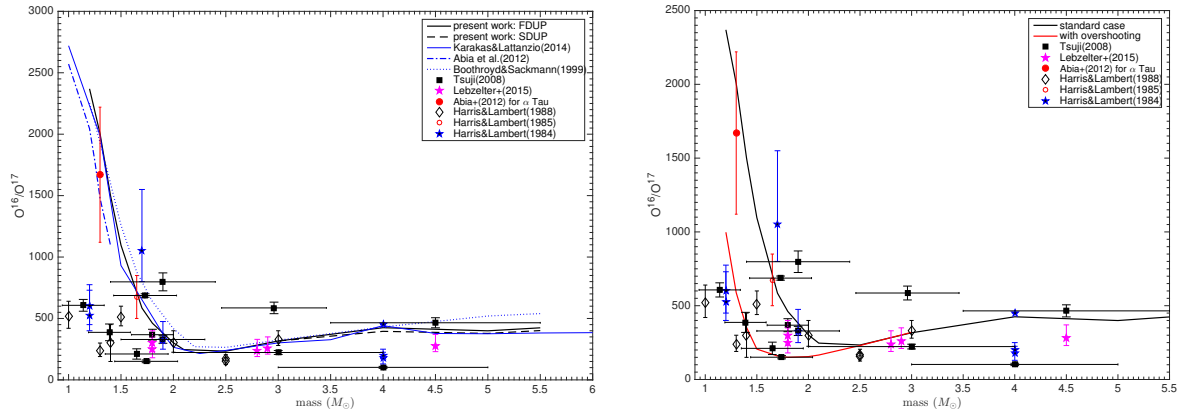 3000
2500
2000
1500
1000
500
0
O¹⁶/O¹⁷
1 1.5 2 2.5 3 3.5 4 4.5 5 5.5 6
mass (M☉)
present work: FDUP
present work: SDUP
Karakas&Lattanzio(2014)
Abia et al.(2012)
Boothroyd&Sackmann(1999)
Tsuji(2008)
Lebzelter+(2015)
Abia+(2012) for α Tau
Harris&Lambert(1988)
Harris&Lambert(1985)
Harris&Lambert(1984)
2500
2000
1500
1000
500
0
O¹⁶/O¹⁷
1 1.5 2 2.5 3 3.5 4 4.5 5 5.5
mass (M☉)
standard case
with overshooting
Tsuji(2008)
Lebzelter+(2015)
Abia+(2012) for α Tau
Harris&Lambert(1988)
Harris&Lambert(1985)
Harris&Lambert(1984)